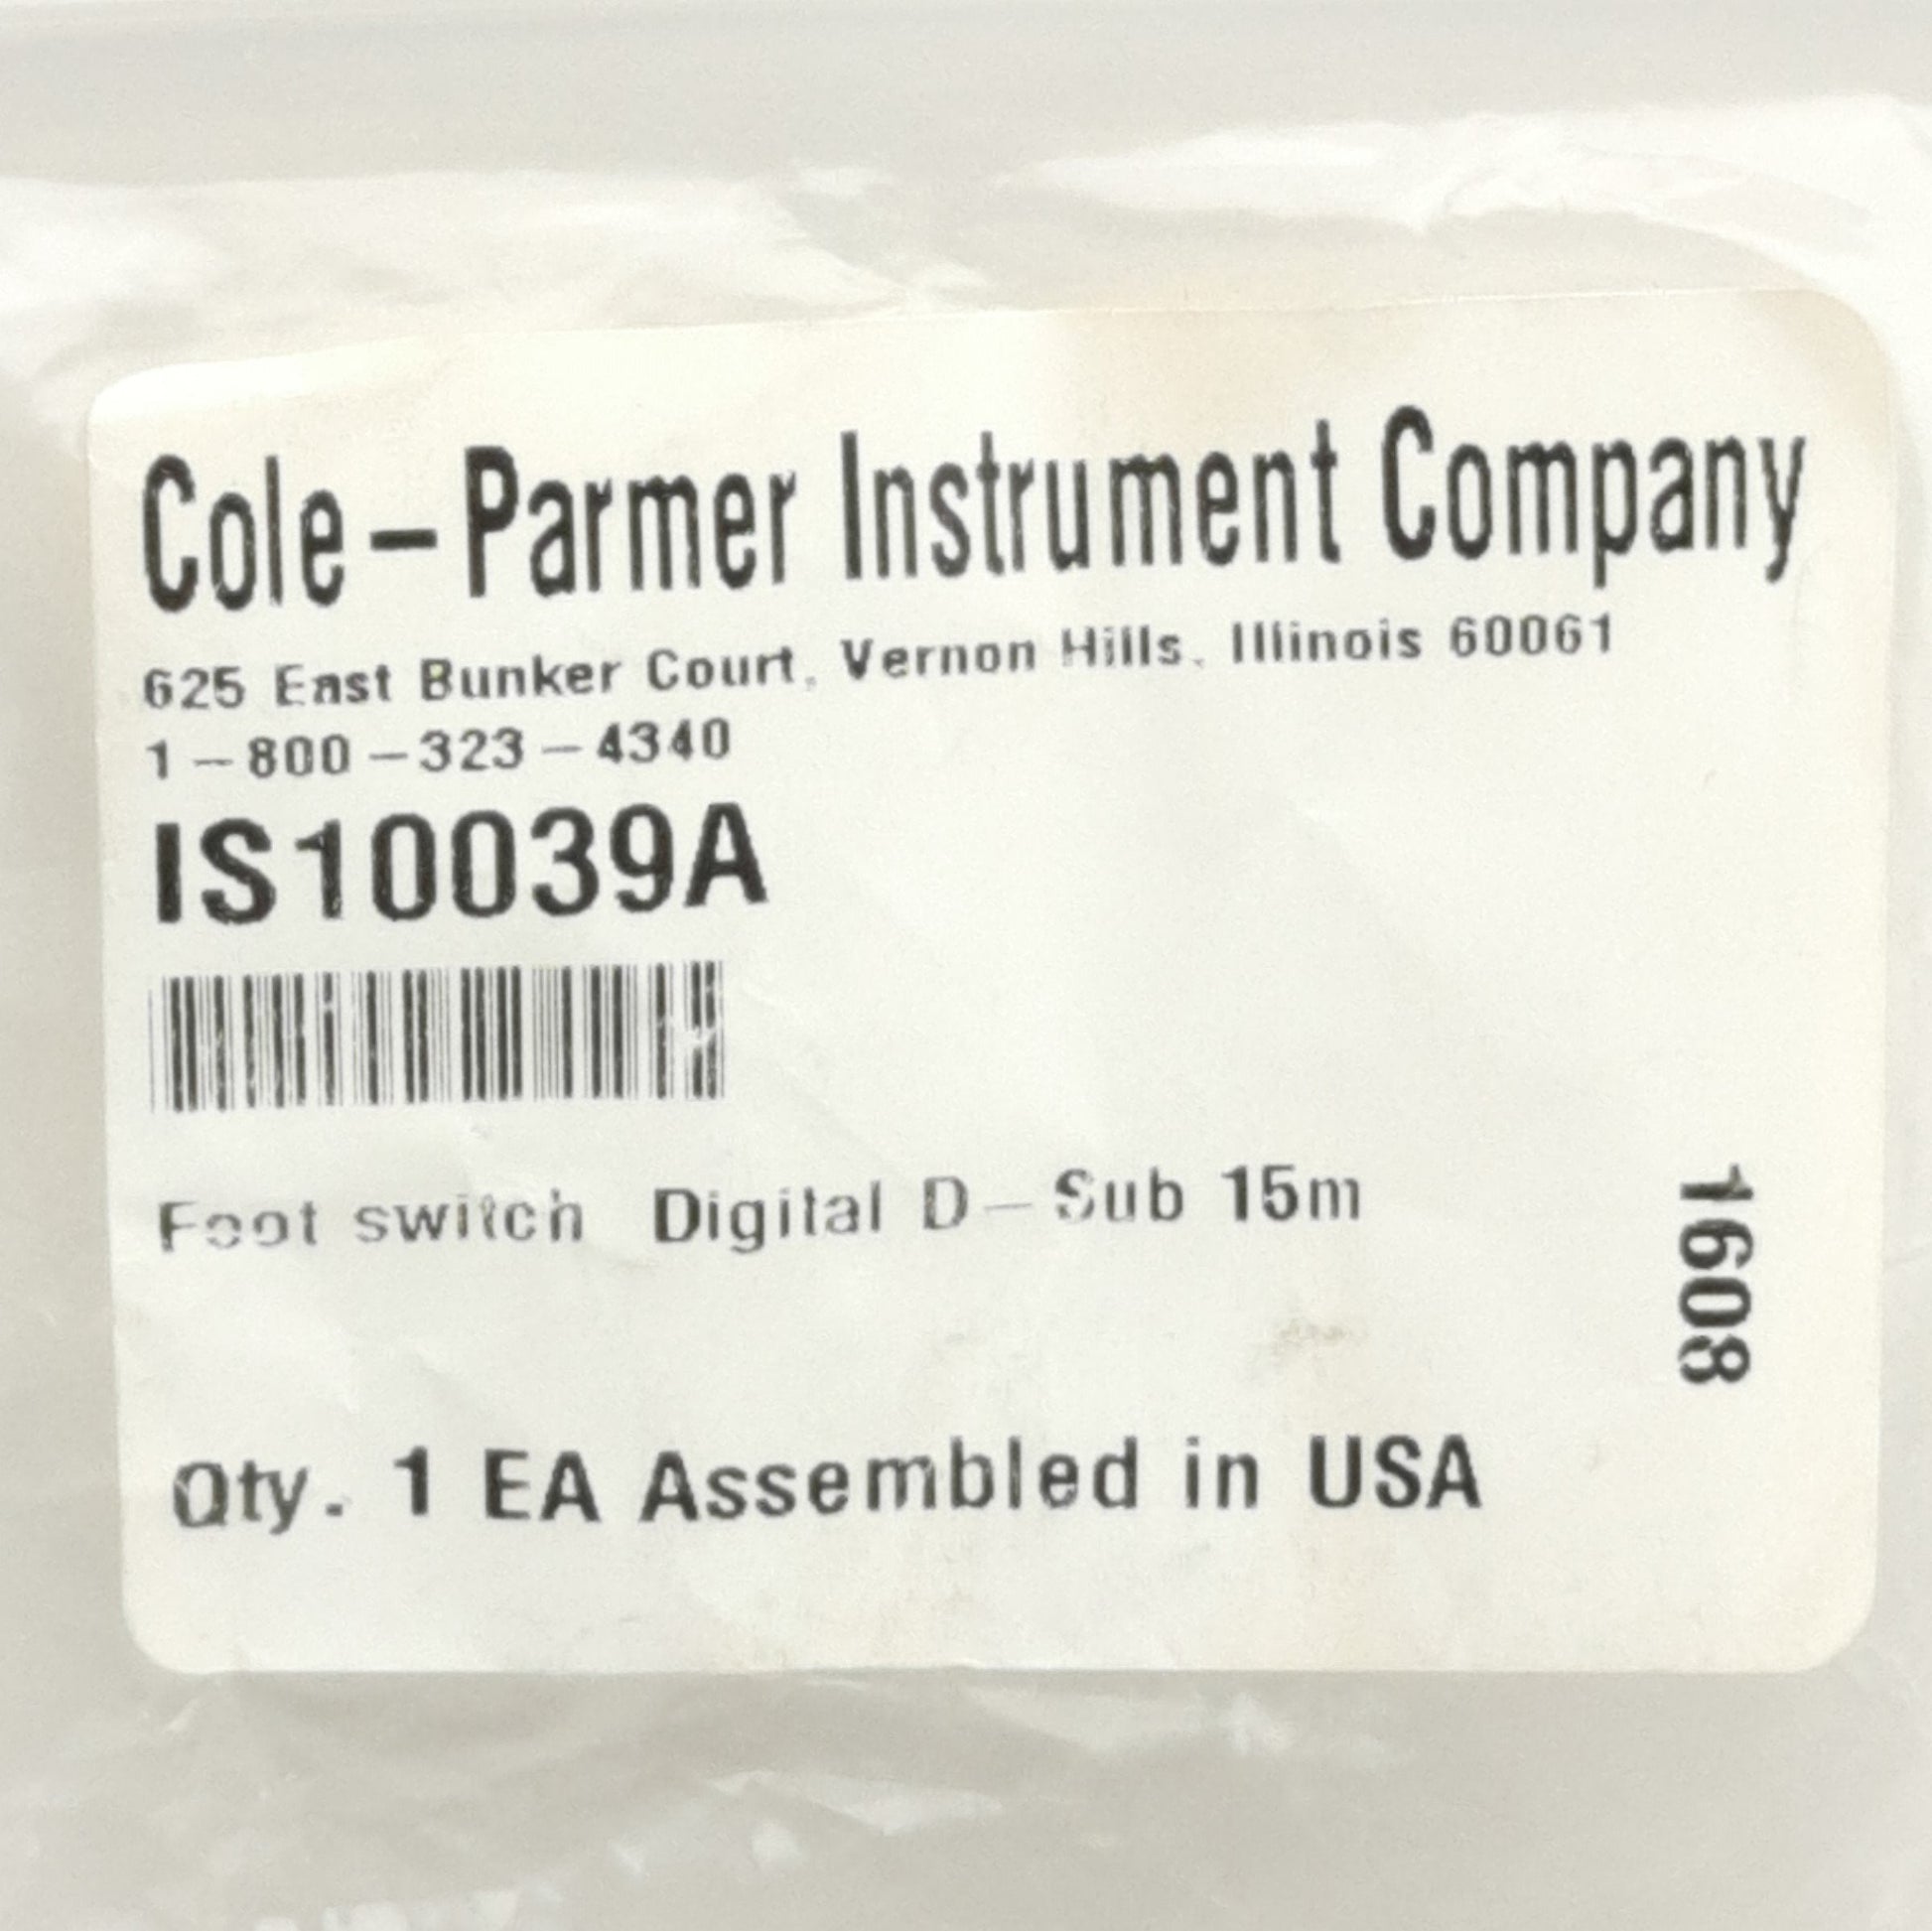 Cole-Parmer Instrument Company
625 East Bunker Court, Vernon Hills, Illinois 60061
1-800-323-4340
IS10039A
Foot switch Digital D-Sub 15m
1608
Qty. 1 EA Assembled in USA